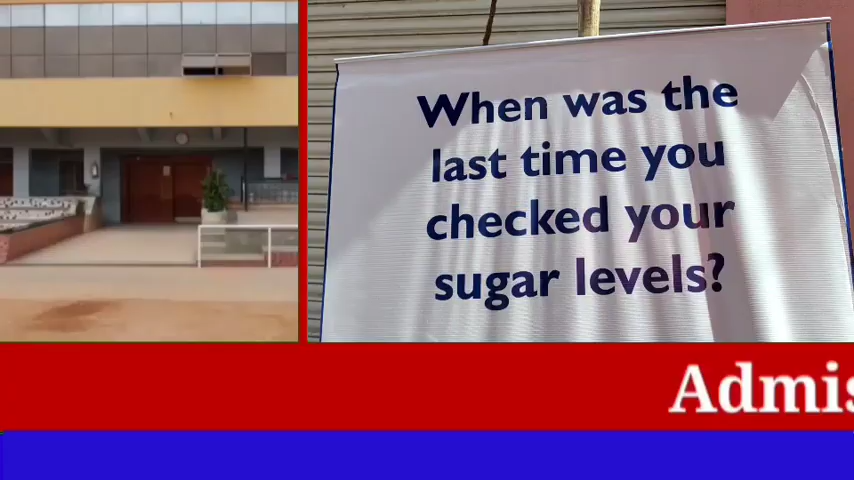 When was the
last time you
checked your
sugar levels?
Admis